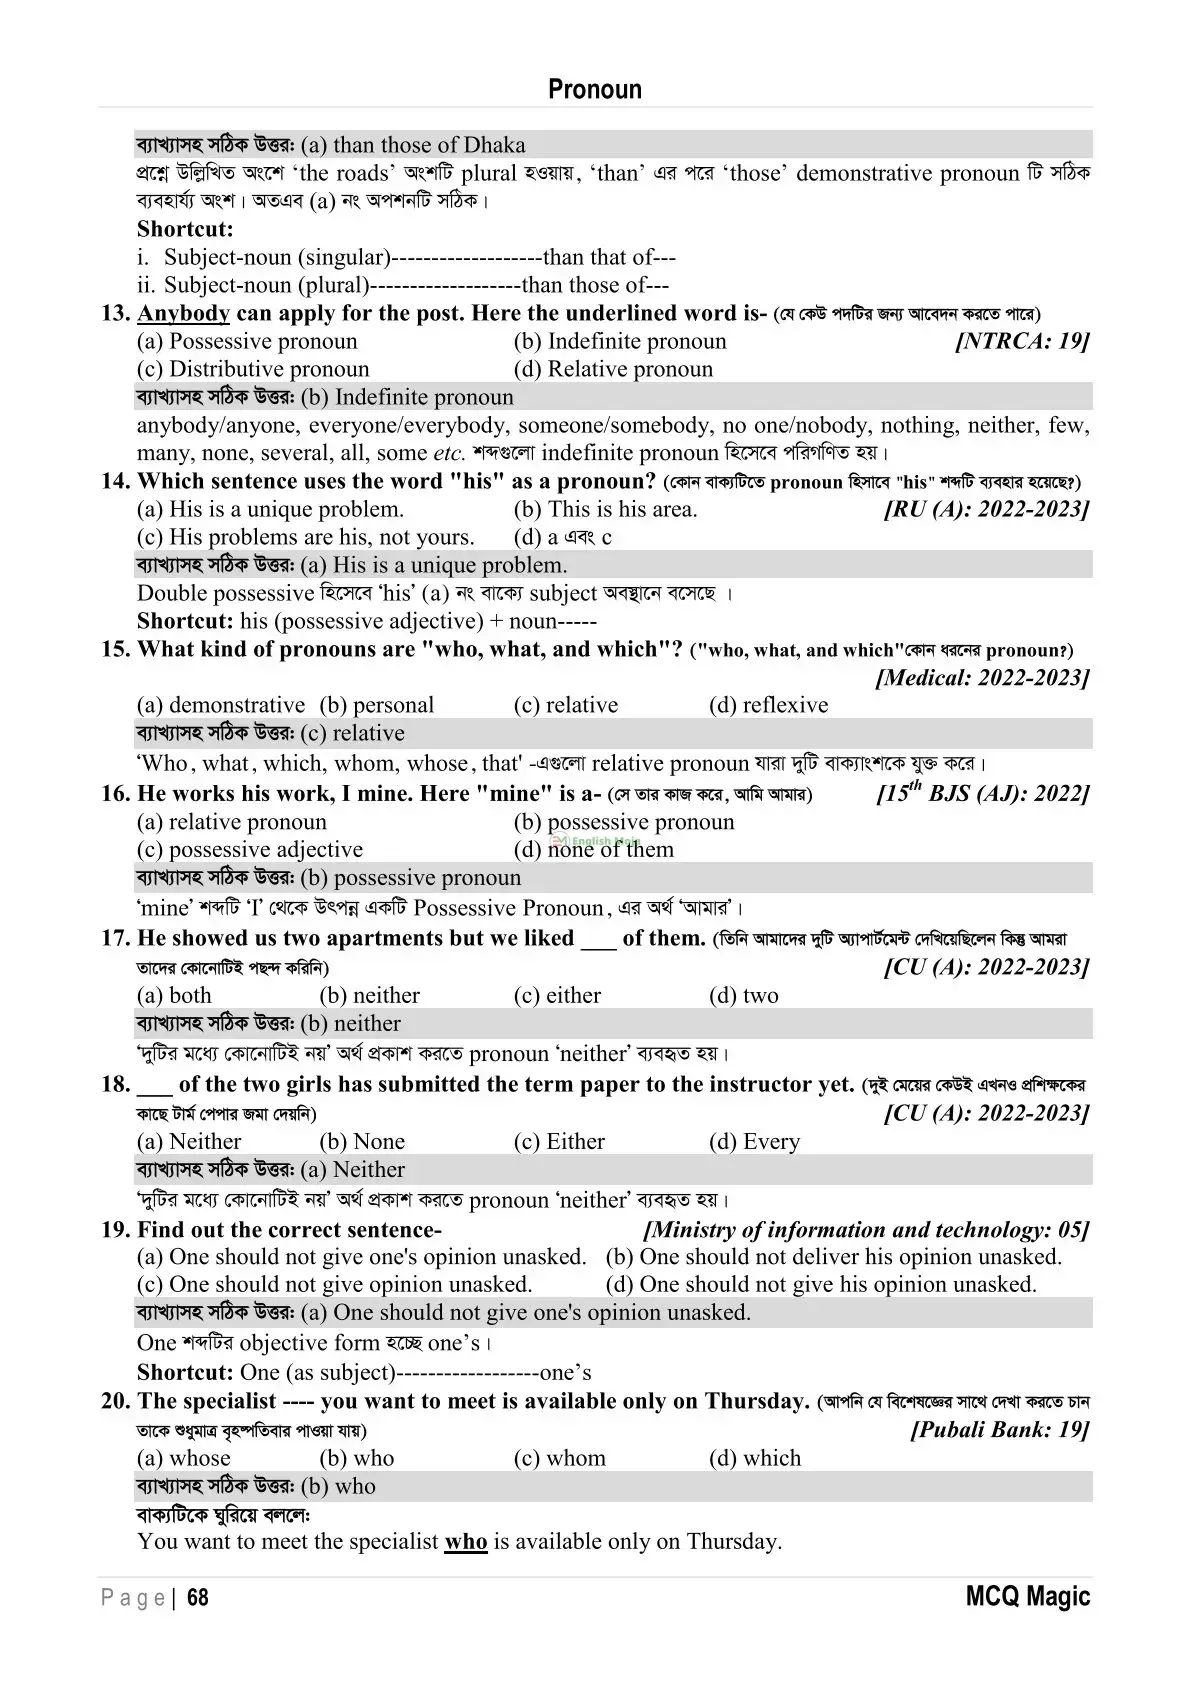 Pronoun
ব্যাখ্যাসহ সঠিক উত্তর: (a) than those of Dhaka
প্রশ্নে উল্লিখিত অংশে ‘the roads’ অংশটি plural হওয়ায়, ‘than’ এর পরে ‘those’ demonstrative pronoun টি সঠিক
ব্যবহার্য্য অংশ। অতএব (a) নং অপশনটি সঠিক।
Shortcut:
i. Subject-noun (singular)-------------------than that of---
ii. Subject-noun (plural)-------------------than those of---
13. Anybody can apply for the post. Here the underlined word is- (যে কেউ পদটির জন্য আবেদন করতে পারে)
(a) Possessive pronoun (b) Indefinite pronoun [NTRCA: 19]
(c) Distributive pronoun (d) Relative pronoun
ব্যাখ্যাসহ সঠিক উত্তর: (b) Indefinite pronoun
anybody/anyone, everyone/everybody, someone/somebody, no one/nobody, nothing, neither, few,
many, none, several, all, some etc. শব্দগুলো indefinite pronoun হিসেবে পরিগণিত হয়।
14. Which sentence uses the word "his" as a pronoun? (কোন বাক্যটিতে pronoun হিসাবে "his" শব্দটি ব্যবহার হয়েছে?)
(a) His is a unique problem. (b) This is his area. [RU (A): 2022-2023]
(c) His problems are his, not yours. (d) a এবং c
ব্যাখ্যাসহ সঠিক উত্তর: (a) His is a unique problem.
Double possessive হিসেবে ‘his’ (a) নং বাক্যে subject অবস্থানে বসেছে ।
Shortcut: his (possessive adjective) + noun-----
15. What kind of pronouns are "who, what, and which"? ("who, what, and which"কোন ধরনের pronoun?)
[Medical: 2022-2023]
(a) demonstrative (b) personal (c) relative (d) reflexive
ব্যাখ্যাসহ সঠিক উত্তর: (c) relative
‘Who, what, which, whom, whose, that' -এগুলো relative pronoun যারা দুটি বাক্যাংশকে যুক্ত করে।
16. He works his work, I mine. Here "mine" is a- (সে তার কাজ করে, আমি আমার) [15th BJS (AJ): 2022]
(a) relative pronoun (b) possessive pronoun
(c) possessive adjective (d) none of them
English Moja
ব্যাখ্যাসহ সঠিক উত্তর: (b) possessive pronoun
‘mine’ শব্দটি ‘I’ থেকে উৎপন্ন একটি Possessive Pronoun, এর অর্থ ‘আমার’।
17. He showed us two apartments but we liked ___ of them. (তিনি আমাদের দুটি অ্যাপার্টমেন্ট দেখিয়েছিলেন কিন্তু আমরা
তাদের কোনোটিই পছন্দ করিনি) [CU (A): 2022-2023]
(a) both (b) neither (c) either (d) two
ব্যাখ্যাসহ সঠিক উত্তর: (b) neither
‘দুটির মধ্যে কোনোটিই নয়’ অর্থ প্রকাশ করতে pronoun ‘neither’ ব্যবহৃত হয়।
18. ___ of the two girls has submitted the term paper to the instructor yet. (দুই মেয়ের কেউই এখনও প্রশিক্ষকের
কাছে টার্ম পেপার জমা দেয়নি) [CU (A): 2022-2023]
(a) Neither (b) None (c) Either (d) Every
ব্যাখ্যাসহ সঠিক উত্তর: (a) Neither
‘দুটির মধ্যে কোনোটিই নয়’ অর্থ প্রকাশ করতে pronoun ‘neither’ ব্যবহৃত হয়।
19. Find out the correct sentence- [Ministry of information and technology: 05]
(a) One should not give one's opinion unasked. (b) One should not deliver his opinion unasked.
(c) One should not give opinion unasked. (d) One should not give his opinion unasked.
ব্যাখ্যাসহ সঠিক উত্তর: (a) One should not give one's opinion unasked.
One শব্দটির objective form হচ্ছে one’s।
Shortcut: One (as subject)------------------one’s
20. The specialist ---- you want to meet is available only on Thursday. (আপনি যে বিশেষজ্ঞের সাথে দেখা করতে চান
তাকে শুধুমাত্র বৃহস্পতিবার পাওয়া যায়) [Pubali Bank: 19]
(a) whose (b) who (c) whom (d) which
ব্যাখ্যাসহ সঠিক উত্তর: (b) who
বাক্যটিকে ঘুরিয়ে বললে:
You want to meet the specialist who is available only on Thursday.
Page| 68 MCQ Magic